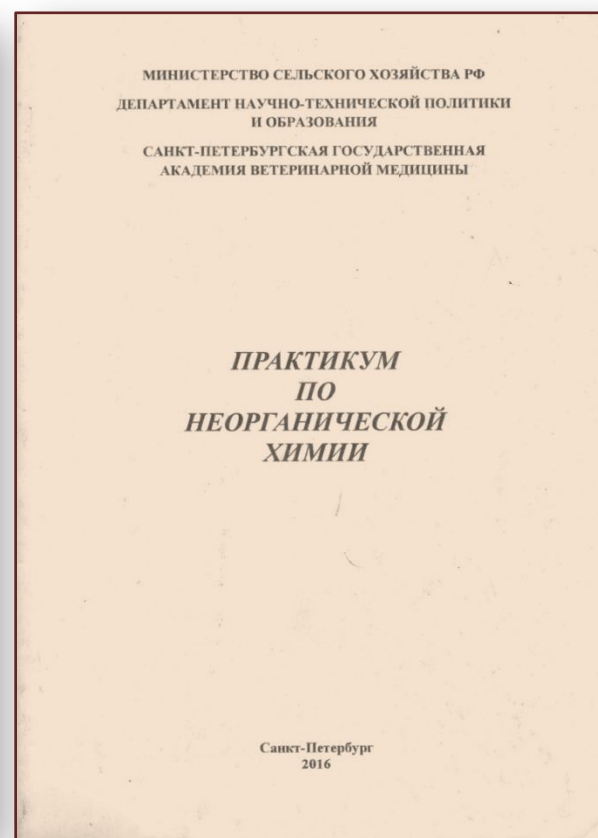 МИНИСТЕРСТВО СЕЛЬСКОГО ХОЗЯЙСТВА РФ
ДЕПАРТАМЕНТ НАУЧНО-ТЕХНИЧЕСКОЙ ПОЛИТИКИ
И ОБРАЗОВАНИЯ
САНКТ-ПЕТЕРБУРГСКАЯ ГОСУДАРСТВЕННАЯ
АКАДЕМИЯ ВЕТЕРИНАРНОЙ МЕДИЦИНЫ
ПРАКТИКУМ
ПО
НЕОРГАНИЧЕСКОЙ
ХИМИИ
Санкт-Петербург
2016